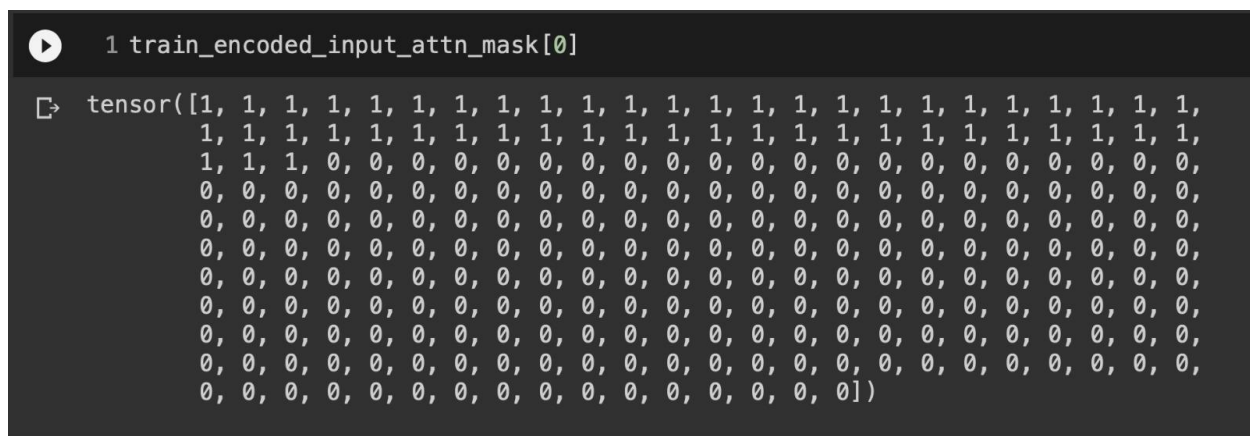 1 train_encoded_input_attn_mask[0]
tensor([1, 1, 1, 1, 1, 1, 1, 1, 1, 1, 1, 1, 1, 1, 1, 1, 1, 1, 1, 1, 1, 1, 1, 1,
1, 1, 1, 1, 1, 1, 1, 1, 1, 1, 1, 1, 1, 1, 1, 1, 1, 1, 1, 1, 1, 1, 1, 1,
1, 1, 1, 0, 0, 0, 0, 0, 0, 0, 0, 0, 0, 0, 0, 0, 0, 0, 0, 0, 0, 0, 0, 0,
0, 0, 0, 0, 0, 0, 0, 0, 0, 0, 0, 0, 0, 0, 0, 0, 0, 0, 0, 0, 0, 0, 0, 0,
0, 0, 0, 0, 0, 0, 0, 0, 0, 0, 0, 0, 0, 0, 0, 0, 0, 0, 0, 0, 0, 0, 0, 0,
0, 0, 0, 0, 0, 0, 0, 0, 0, 0, 0, 0, 0, 0, 0, 0, 0, 0, 0, 0, 0, 0, 0, 0,
0, 0, 0, 0, 0, 0, 0, 0, 0, 0, 0, 0, 0, 0, 0, 0, 0, 0, 0, 0, 0, 0, 0, 0,
0, 0, 0, 0, 0, 0, 0, 0, 0, 0, 0, 0, 0, 0, 0, 0, 0, 0, 0, 0, 0, 0, 0, 0,
0, 0, 0, 0, 0, 0, 0, 0, 0, 0, 0, 0, 0, 0, 0, 0, 0, 0, 0, 0, 0, 0, 0, 0,
0, 0, 0, 0, 0, 0, 0, 0, 0, 0, 0, 0, 0, 0, 0, 0, 0, 0, 0, 0, 0, 0, 0, 0,
0, 0, 0, 0, 0, 0, 0, 0, 0, 0, 0, 0, 0, 0, 0, 0])